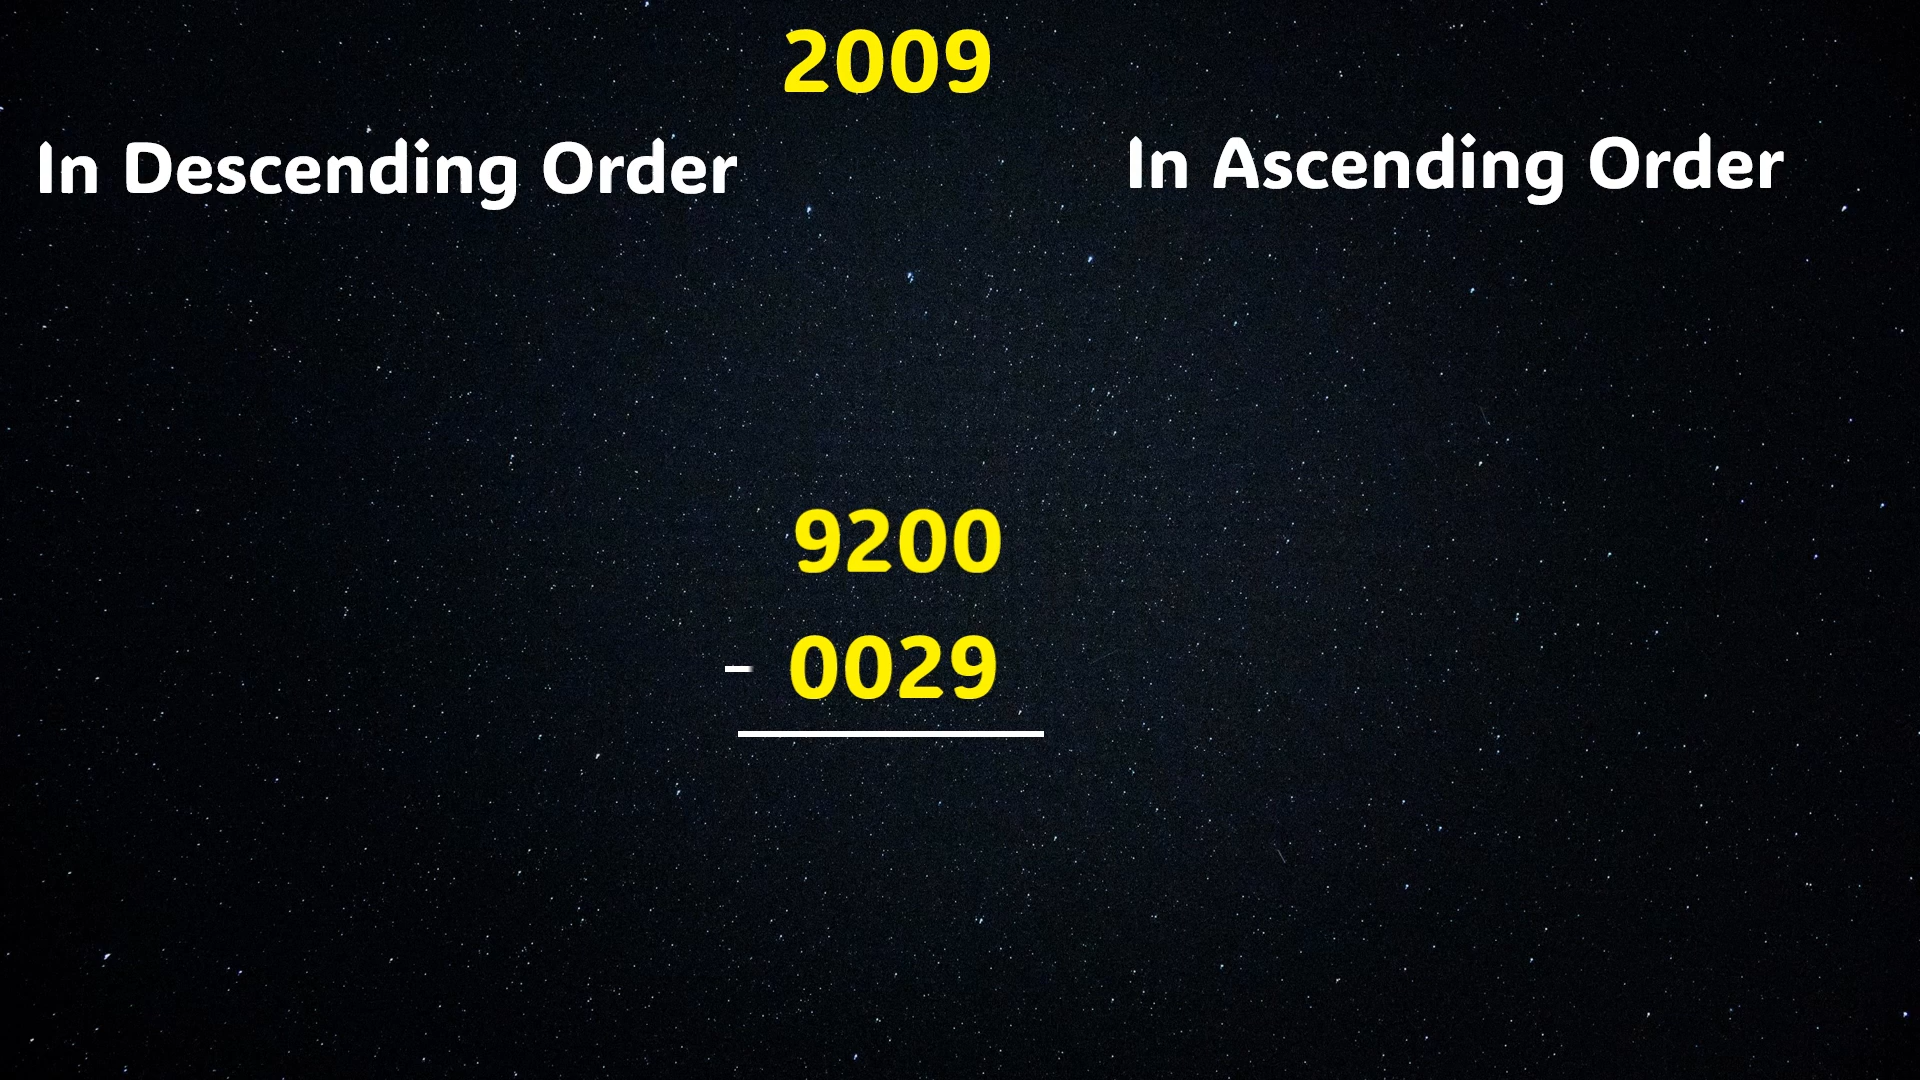 2009
In Descending Order
In Ascending Order
9200
- 0029